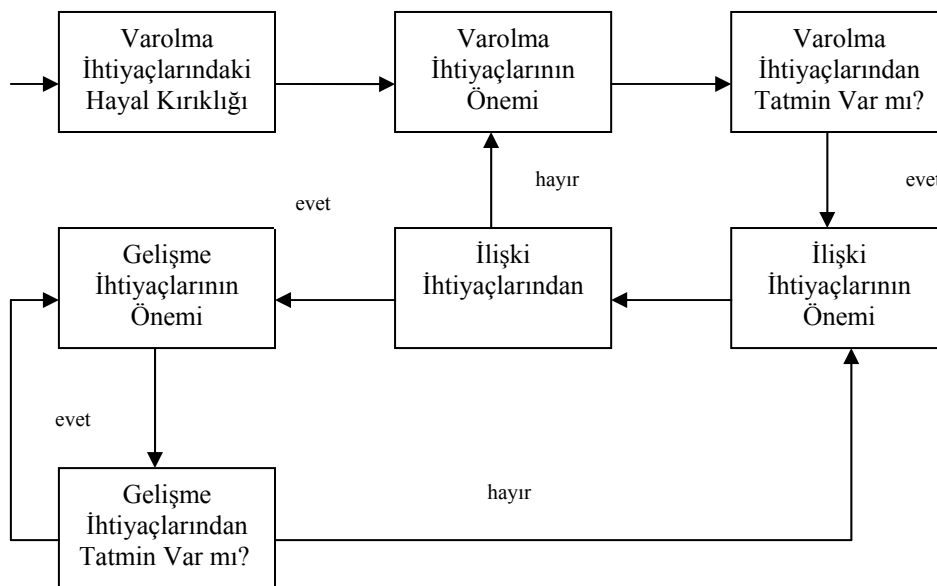 Varolma
İhtiyaçlarındaki
Hayal Kırıklığı
Varolma
İhtiyaçlarının
Önemi
Varolma
İhtiyaçlarından
Tatmin Var mı?
hayır
evet
evet
Gelişme
İhtiyaçlarının
Önemi
İlişki
İhtiyaçlarından
İlişki
İhtiyaçlarının
Önemi
evet
Gelişme
İhtiyaçlarından
Tatmin Var mı?
hayır